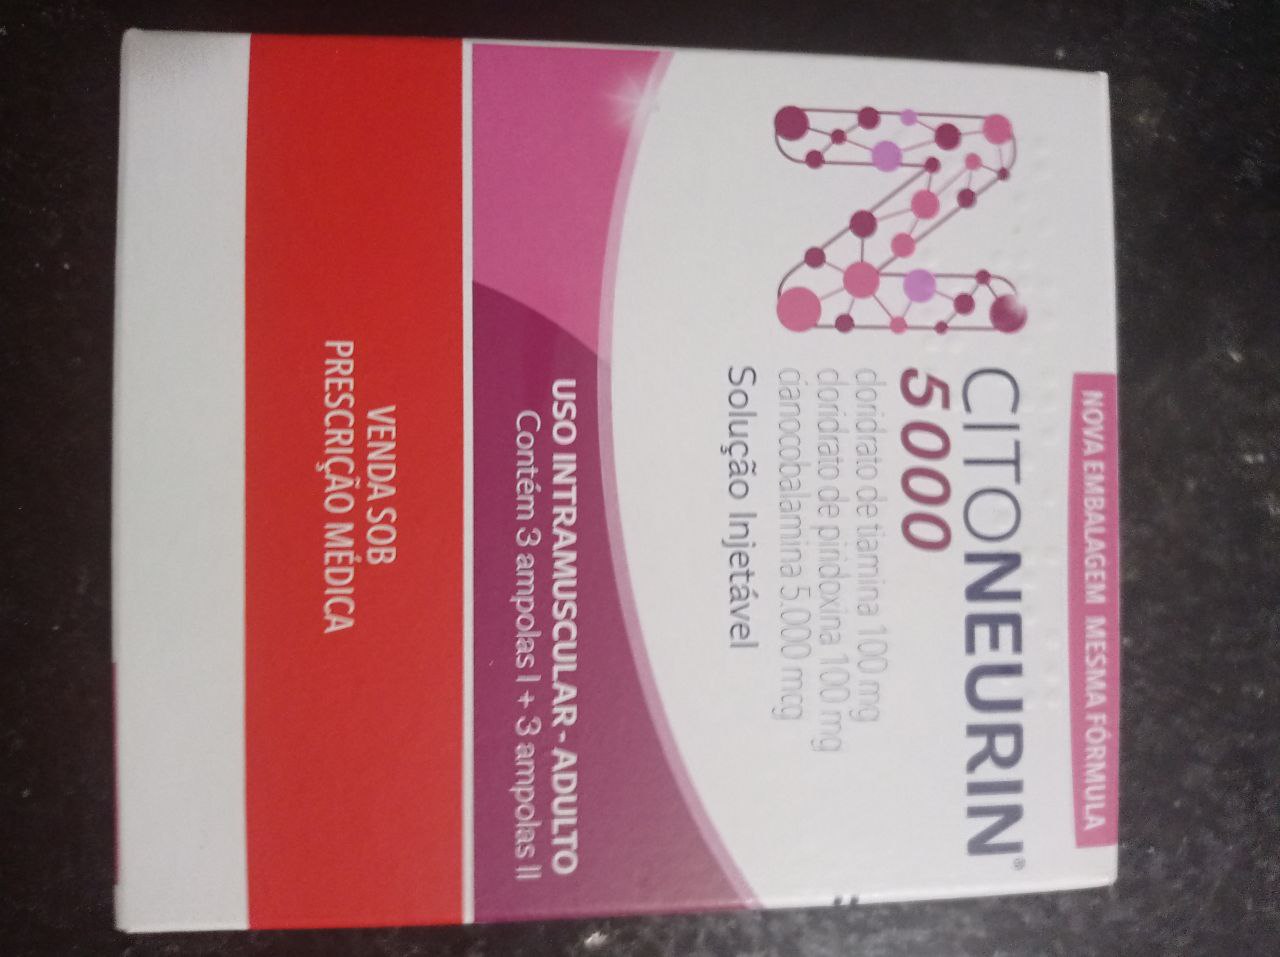 NOVA EMBALAGEM MESMA FÓRMULA
CITONEURIN®
5000
cloridrato de tiamina 100 mg
cloridrato de piridoxina 100 mg
cianocobalamina 5.000 mcg
Solução Injetável
USO INTRAMUSCULAR - ADULTO
Contém 3 ampolas I + 3 ampolas II
VENDA SOB
PRESCRIÇÃO MÉDICA